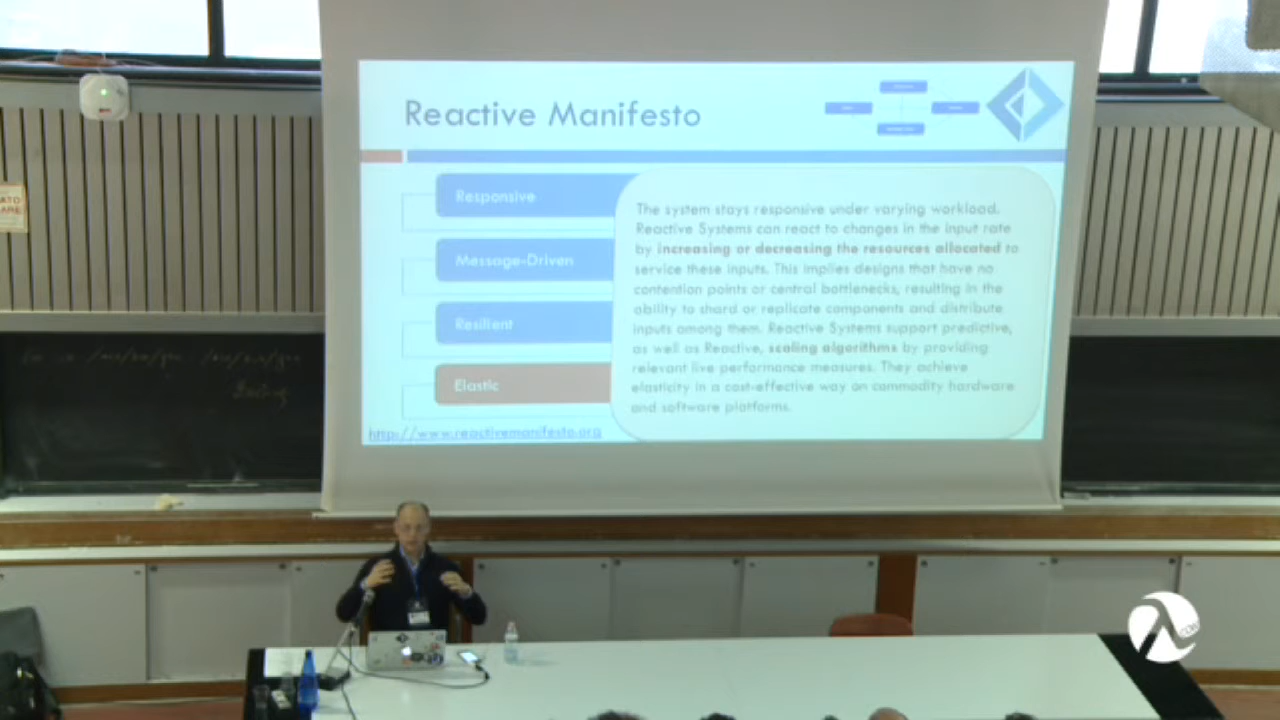 Reactive Manifesto
Responsive
Message-Driven
Resilient
Elastic
The system stays responsive under varying workload.
Reactive Systems can react to changes in the input rate
by increasing or decreasing the resources allocated to
service these inputs. This implies designs that have no
contention points or central bottlenecks, resulting in the
ability to shard or replicate components and distribute
inputs among them. Reactive Systems support predictive,
as well as Reactive, scaling algorithms by providing
relevant live performance measures. They achieve
elasticity in a cost-effective way on commodity hardware
and software platforms.
http://www.reactivemanifesto.org